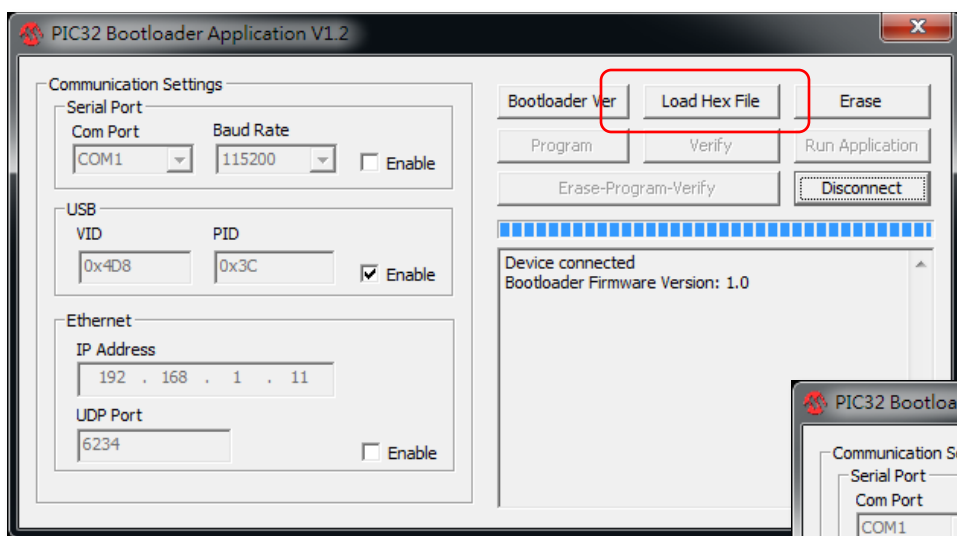 PIC32 Bootloader Application V1.2
x
Communication Settings
Serial Port
Com Port
Baud Rate
COM1
115200
Enable
USB
VID
PID
0x4D8
0x3C
Enable
Ethernet
IP Address
192 . 168 . 1 . 11
UDP Port
6234
Enable
Bootloader Ver
Load Hex File
Erase
Program
Verify
Run Application
Erase-Program-Verify
Disconnect
Device connected
Bootloader Firmware Version: 1.0
PIC32 Bootloa
Communication S
Serial Port
Com Port
COM1